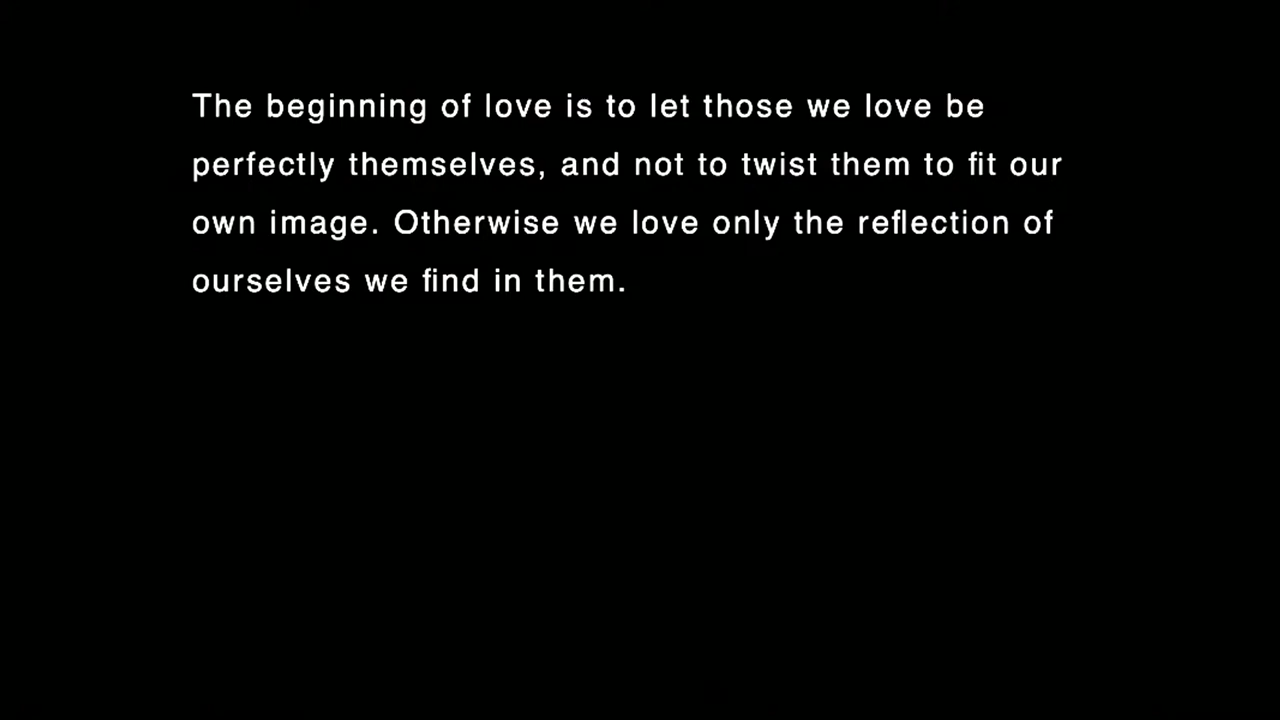 The beginning of love is to let those we love be
perfectly themselves, and not to twist them to fit our
own image. Otherwise we love only the reflection of
ourselves we find in them.